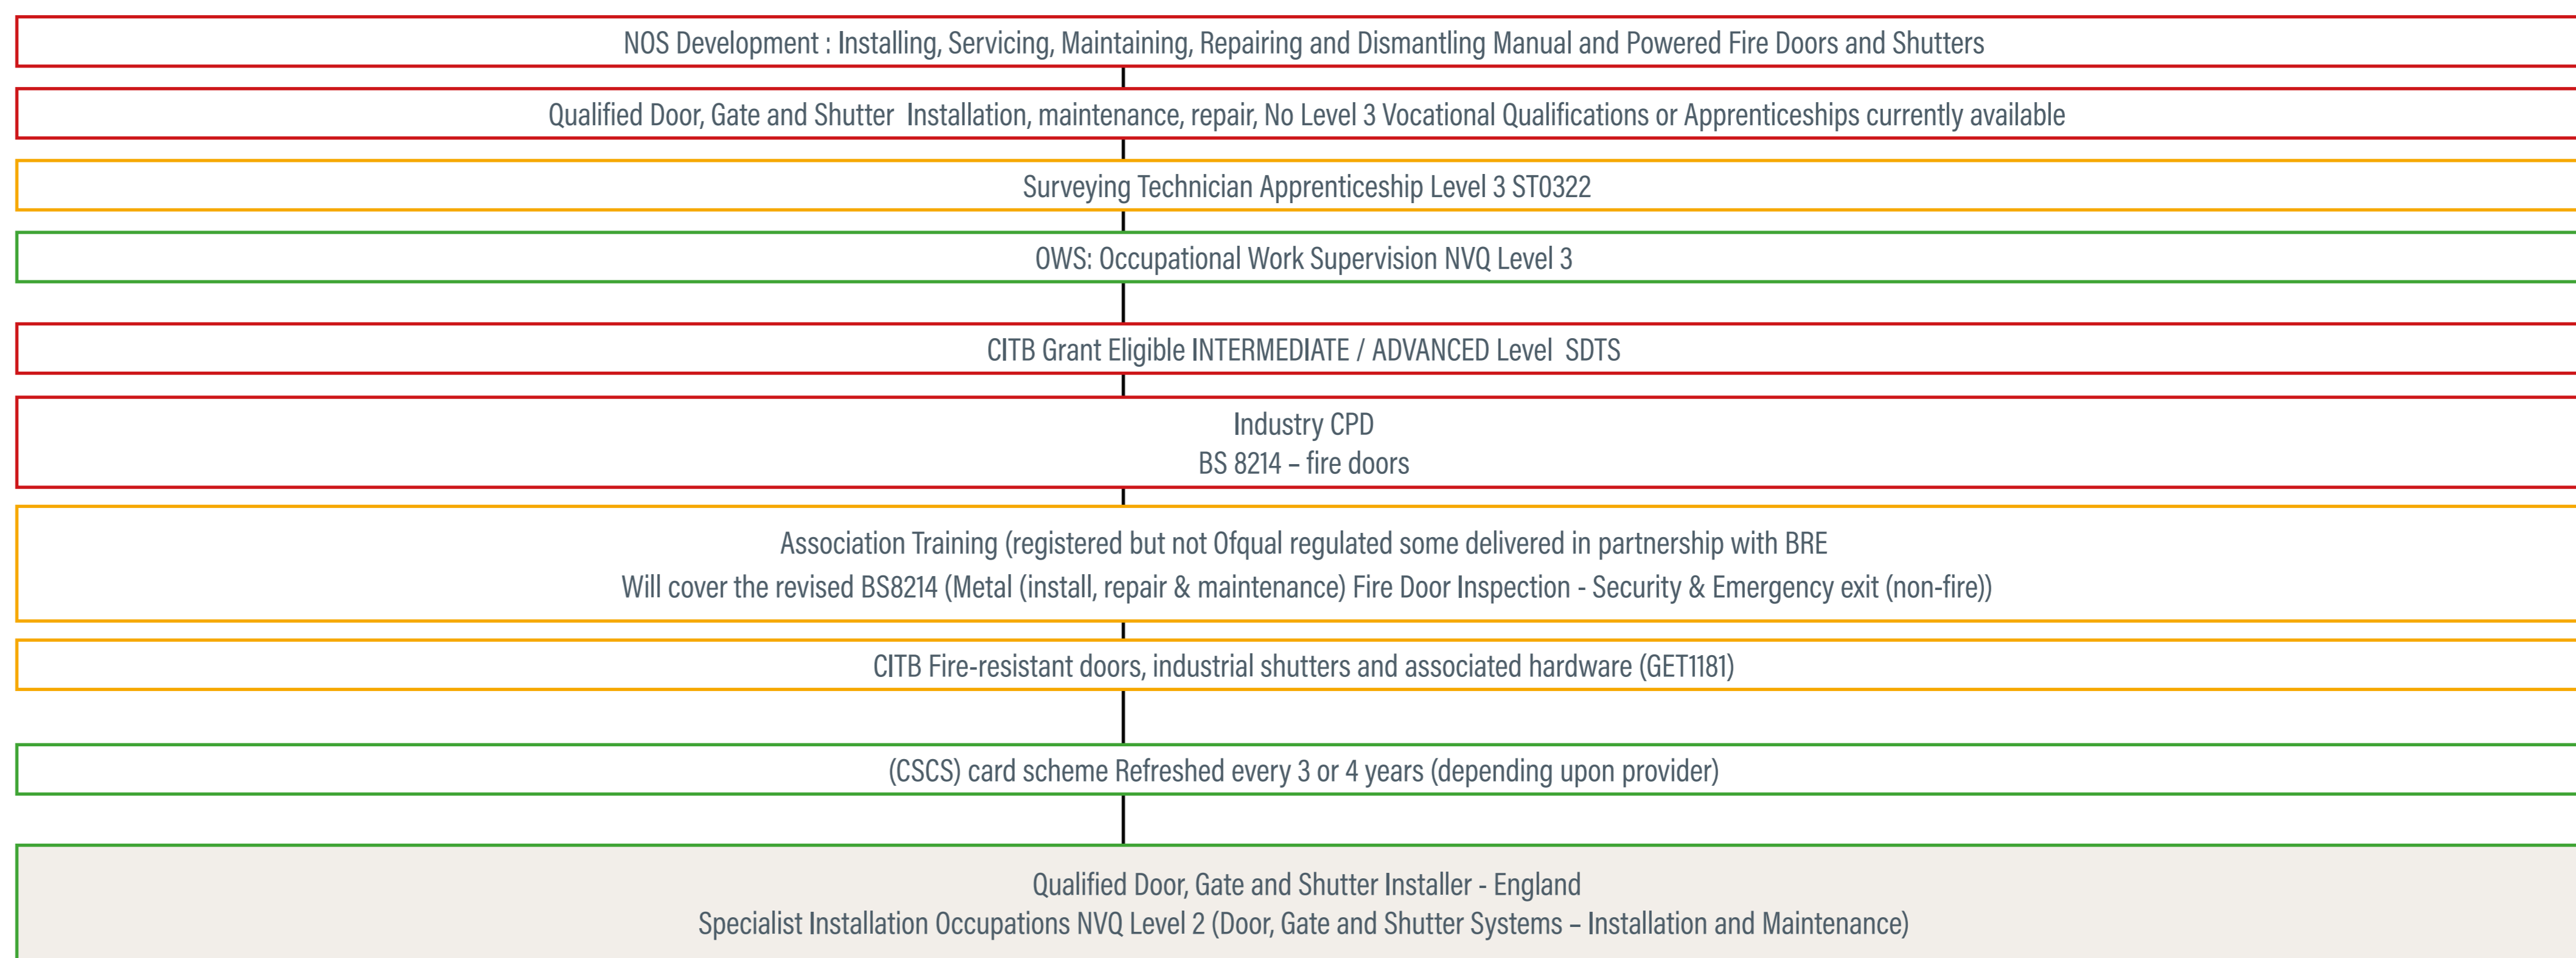 NOS Development : Installing, Servicing, Maintaining, Repairing and Dismantling Manual and Powered Fire Doors and Shutters
Qualified Door, Gate and Shutter  Installation, maintenance, repair, No Level 3 Vocational Qualifications or Apprenticeships currently available
Surveying Technician Apprenticeship Level 3 ST0322
OWS: Occupational Work Supervision NVQ Level 3
CITB Grant Eligible INTERMEDIATE / ADVANCED Level  SDTS
Industry CPD
BS 8214 – fire doors
Association Training (registered but not Ofqual regulated some delivered in partnership with BRE
Will cover the revised BS8214 (Metal (install, repair & maintenance) Fire Door Inspection - Security & Emergency exit (non-fire))
CITB Fire-resistant doors, industrial shutters and associated hardware (GET1181)
(CSCS) card scheme Refreshed every 3 or 4 years (depending upon provider)
Qualified Door, Gate and Shutter Installer - England
Specialist Installation Occupations NVQ Level 2 (Door, Gate and Shutter Systems – Installation and Maintenance)